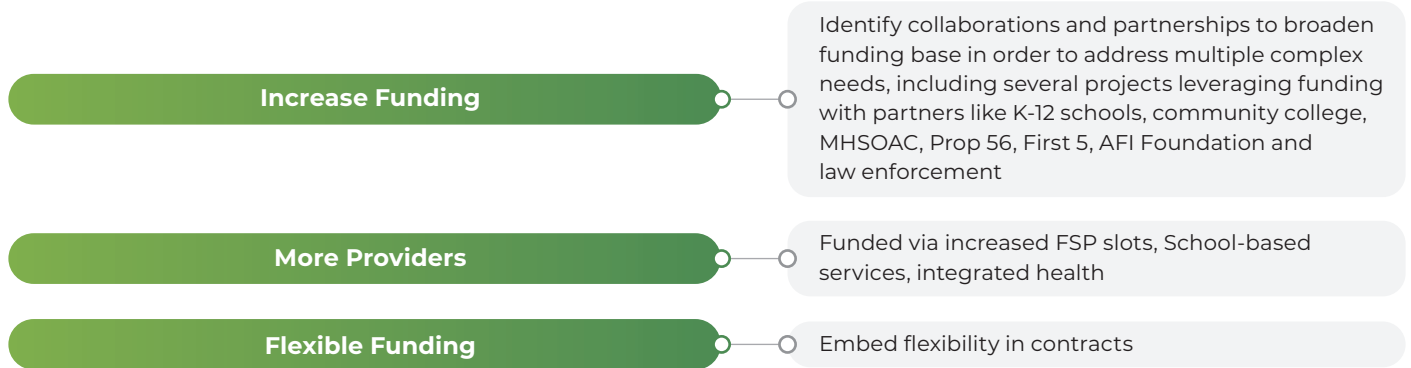 Increase Funding
Identify collaborations and partnerships to broaden
funding base in order to address multiple complex
needs, including several projects leveraging funding
with partners like K-12 schools, community college,
MHSOAC, Prop 56, First 5, AFI Foundation and
law enforcement
More Providers
Funded via increased FSP slots, School-based
services, integrated health
Flexible Funding
Embed flexibility in contracts